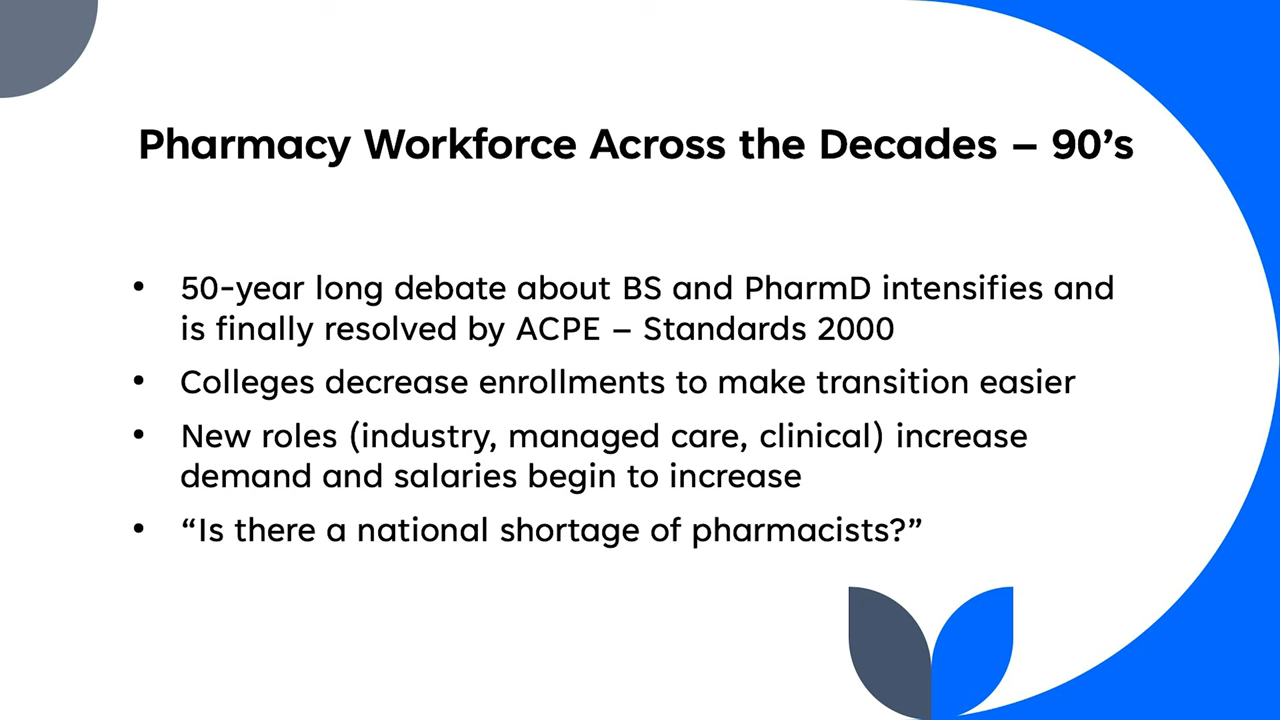 Pharmacy Workforce Across the Decades – 90’s
• 50-year long debate about BS and PharmD intensifies and
is finally resolved by ACPE – Standards 2000
• Colleges decrease enrollments to make transition easier
• New roles (industry, managed care, clinical) increase
demand and salaries begin to increase
• “Is there a national shortage of pharmacists?”